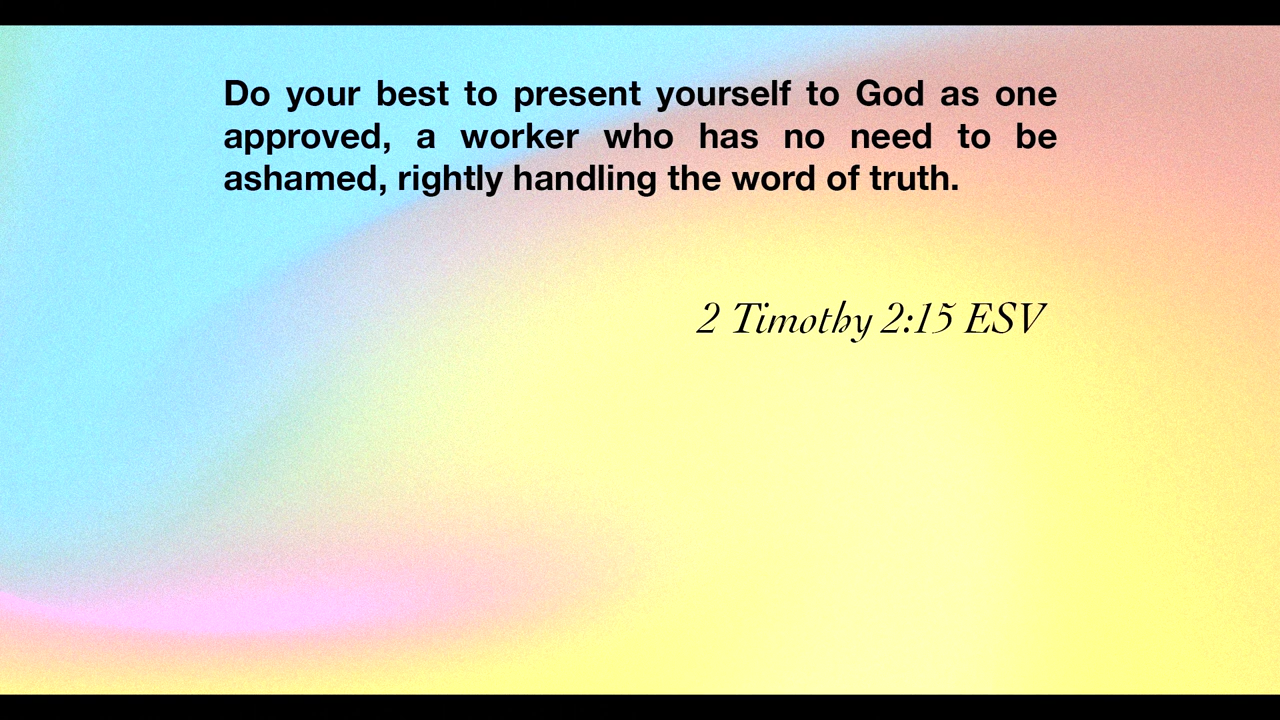 Do your best to present yourself to God as one
approved, a worker who has no need to be
ashamed, rightly handling the word of truth.
2 Timothy 2:15 ESV